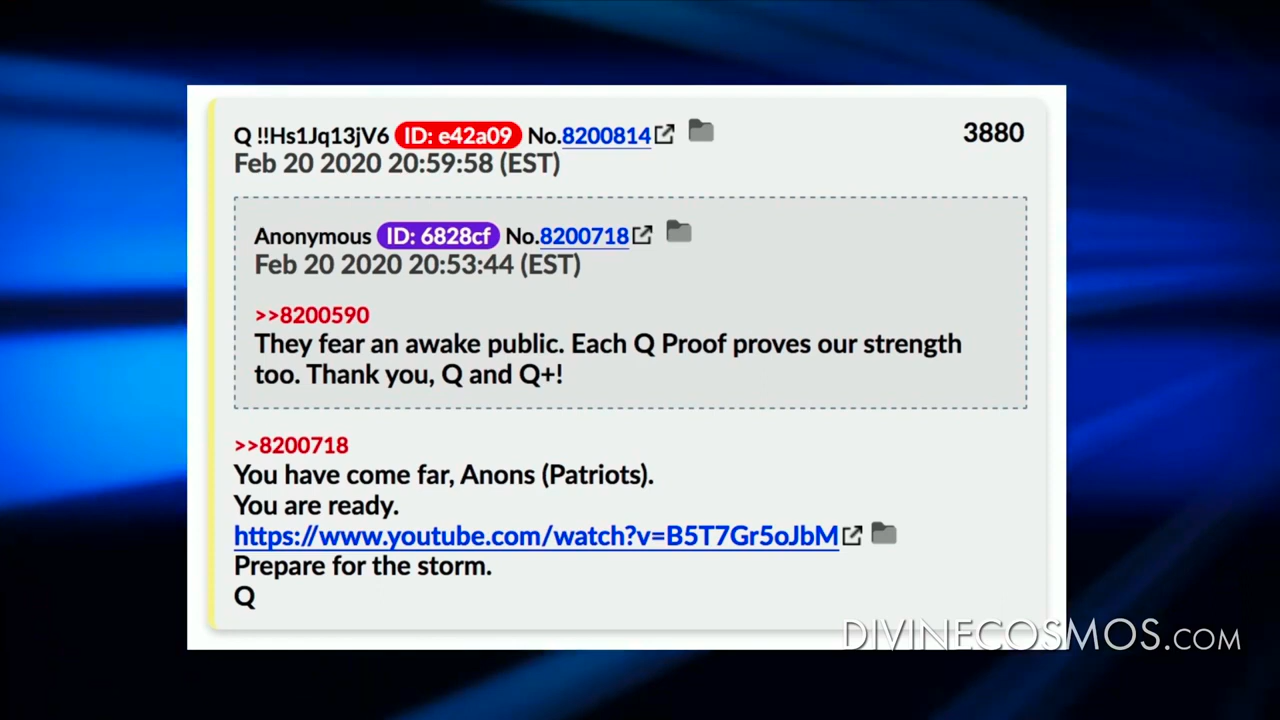 Q !!Hs1Jq13jV6 ID: e42a09 No.8200814 3880
Feb 20 2020 20:59:58 (EST)
Anonymous ID: 6828cf No.8200718
Feb 20 2020 20:53:44 (EST)
>>8200590
They fear an awake public. Each Q Proof proves our strength
too. Thank you, Q and Q+!
>>8200718
You have come far, Anons (Patriots).
You are ready.
https://www.youtube.com/watch?v=B5T7Gr5oJbM
Prepare for the storm.
Q
DIVINECOSMOS.COM